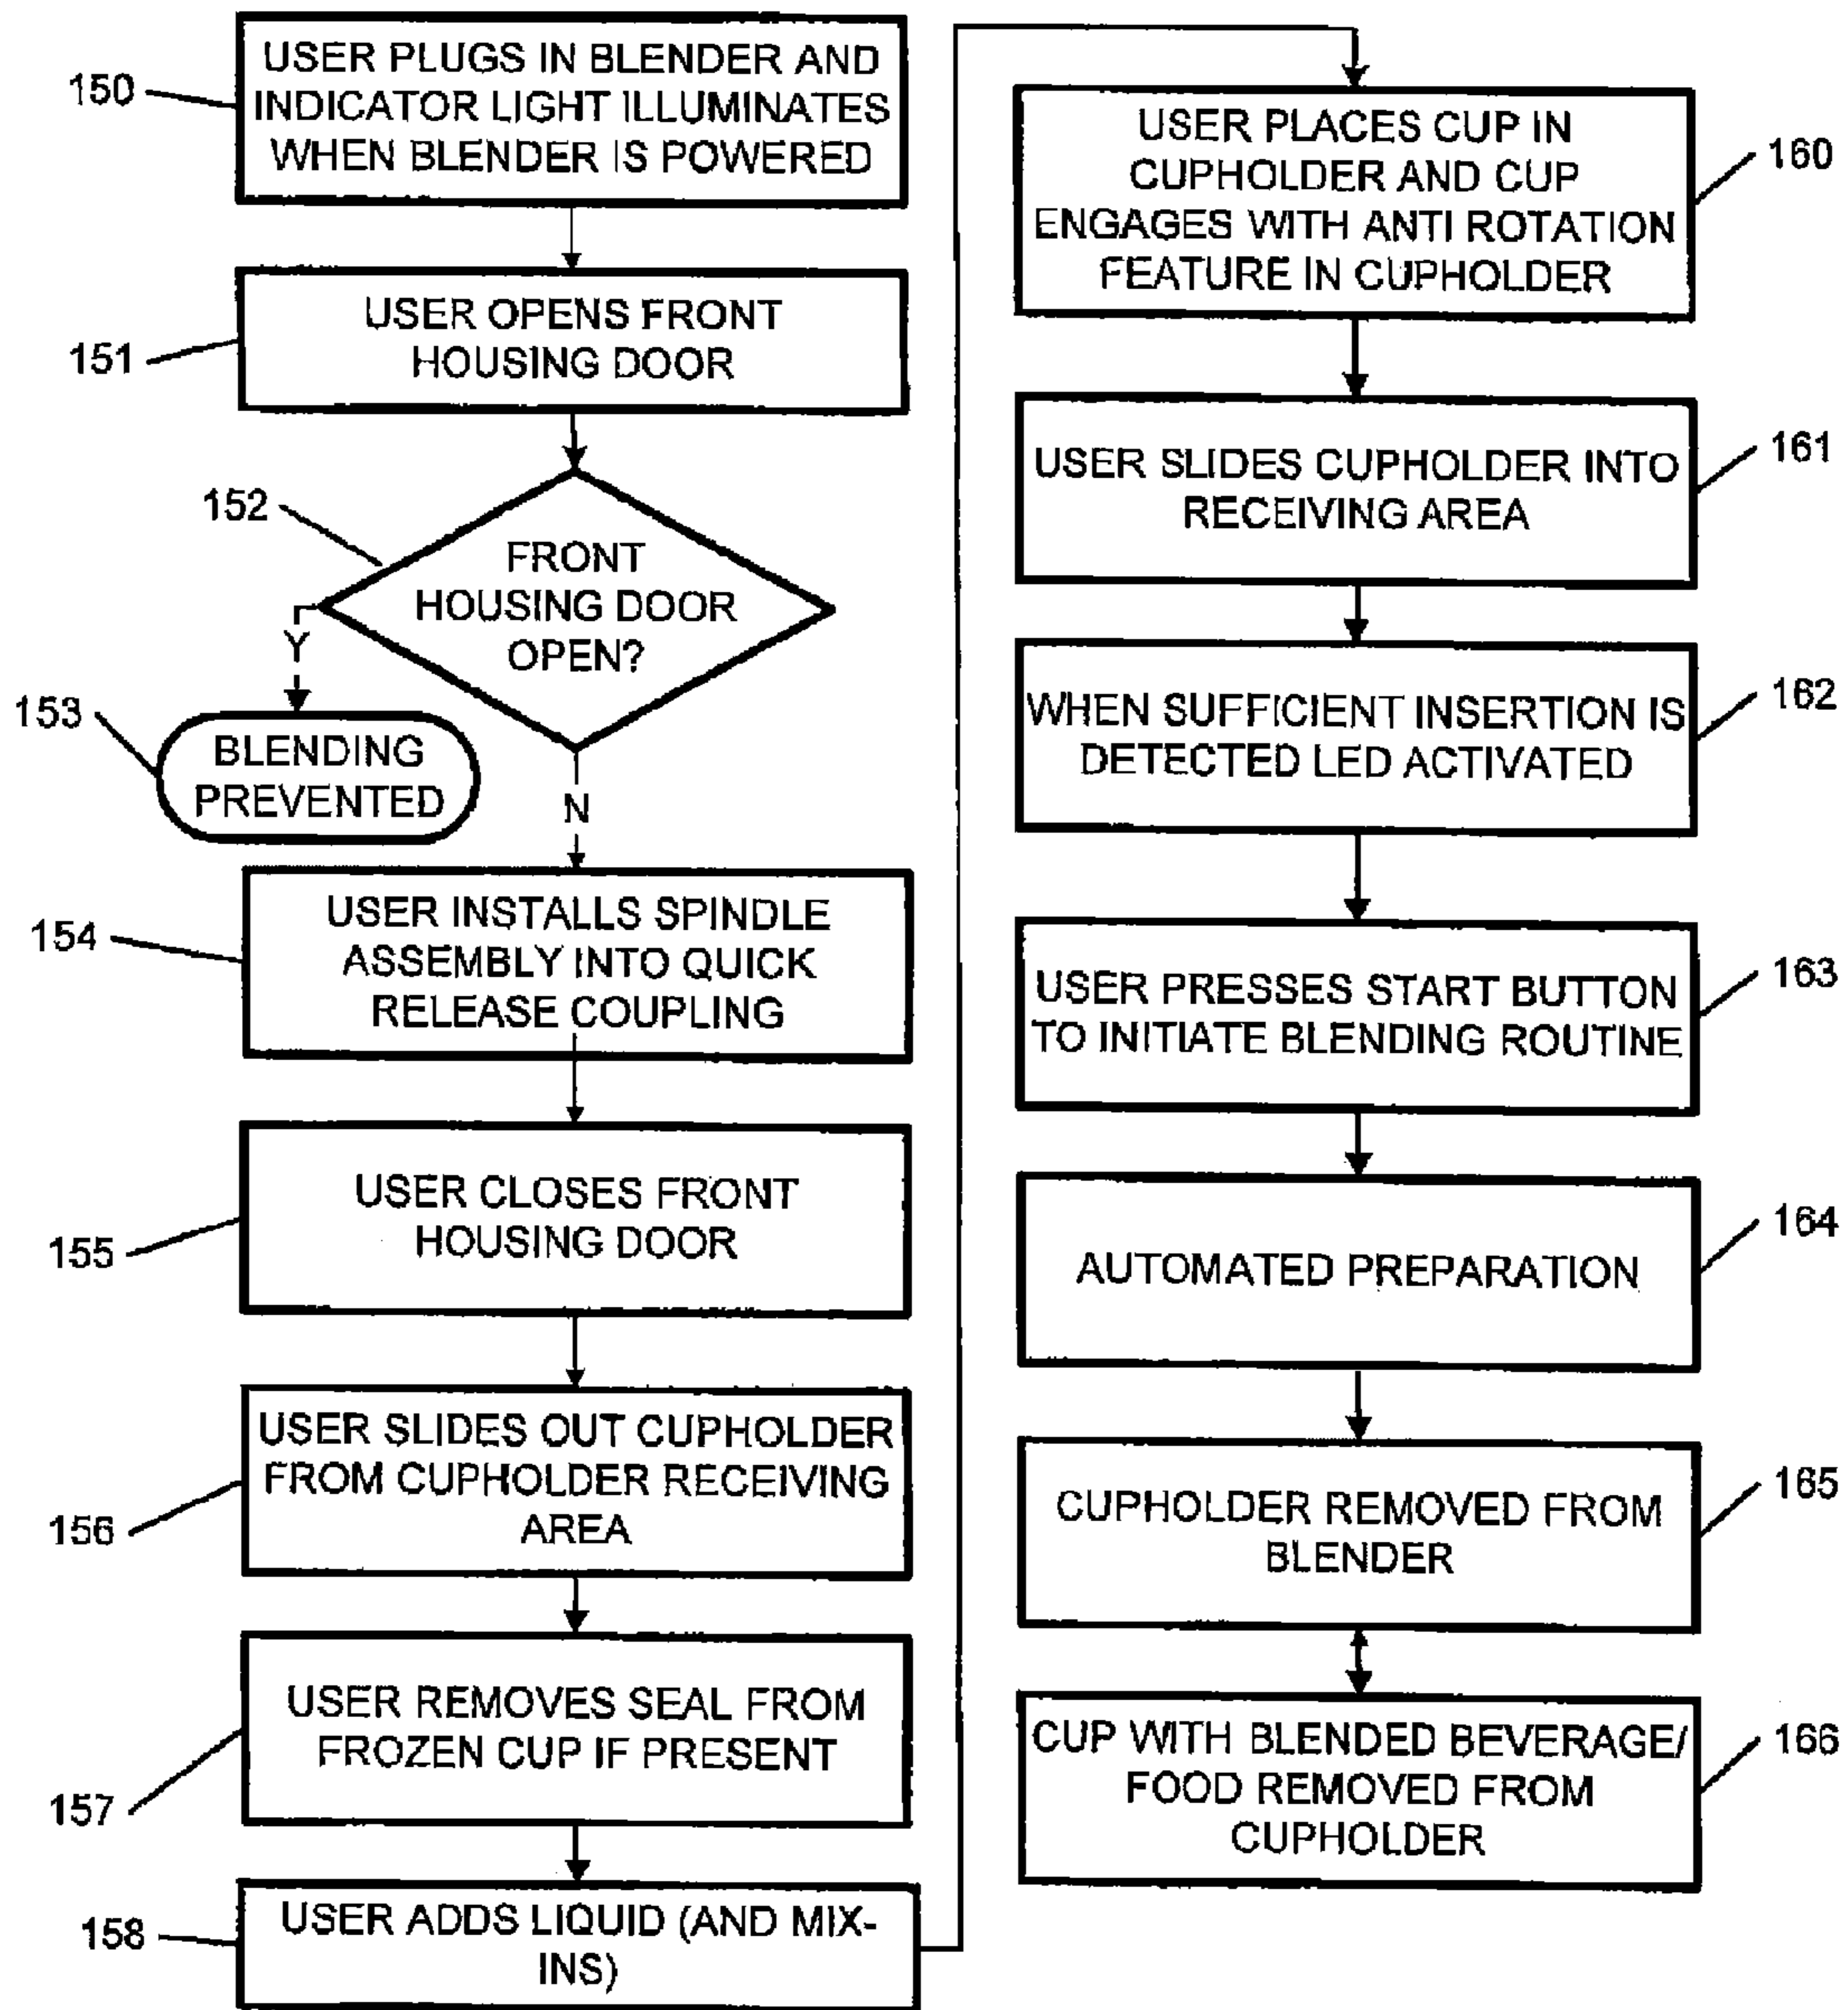 150
USER PLUGS IN BLENDER AND
INDICATOR LIGHT ILLUMINATES
WHEN BLENDER IS POWERED
151
USER OPENS FRONT
HOUSING DOOR
152
FRONT
HOUSING DOOR
OPEN?
Y
153
BLENDING
PREVENTED
N
154
USER INSTALLS SPINDLE
ASSEMBLY INTO QUICK
RELEASE COUPLING
155
USER CLOSES FRONT
HOUSING DOOR
156
USER SLIDES OUT CUPHOLDER
FROM CUPHOLDER RECEIVING
AREA
157
USER REMOVES SEAL FROM
FROZEN CUP IF PRESENT
158
USER ADDS LIQUID (AND MIX-
INS)
USER PLACES CUP IN
CUPHOLDER AND CUP
ENGAGES WITH ANTI ROTATION
FEATURE IN CUPHOLDER
160
USER SLIDES CUPHOLDER INTO
RECEIVING AREA
161
WHEN SUFFICIENT INSERTION IS
DETECTED LED ACTIVATED
162
USER PRESSES START BUTTON
TO INITIATE BLENDING ROUTINE
163
AUTOMATED PREPARATION
164
CUPHOLDER REMOVED FROM
BLENDER
165
CUP WITH BLENDED BEVERAGE/
FOOD REMOVED FROM
CUPHOLDER
166